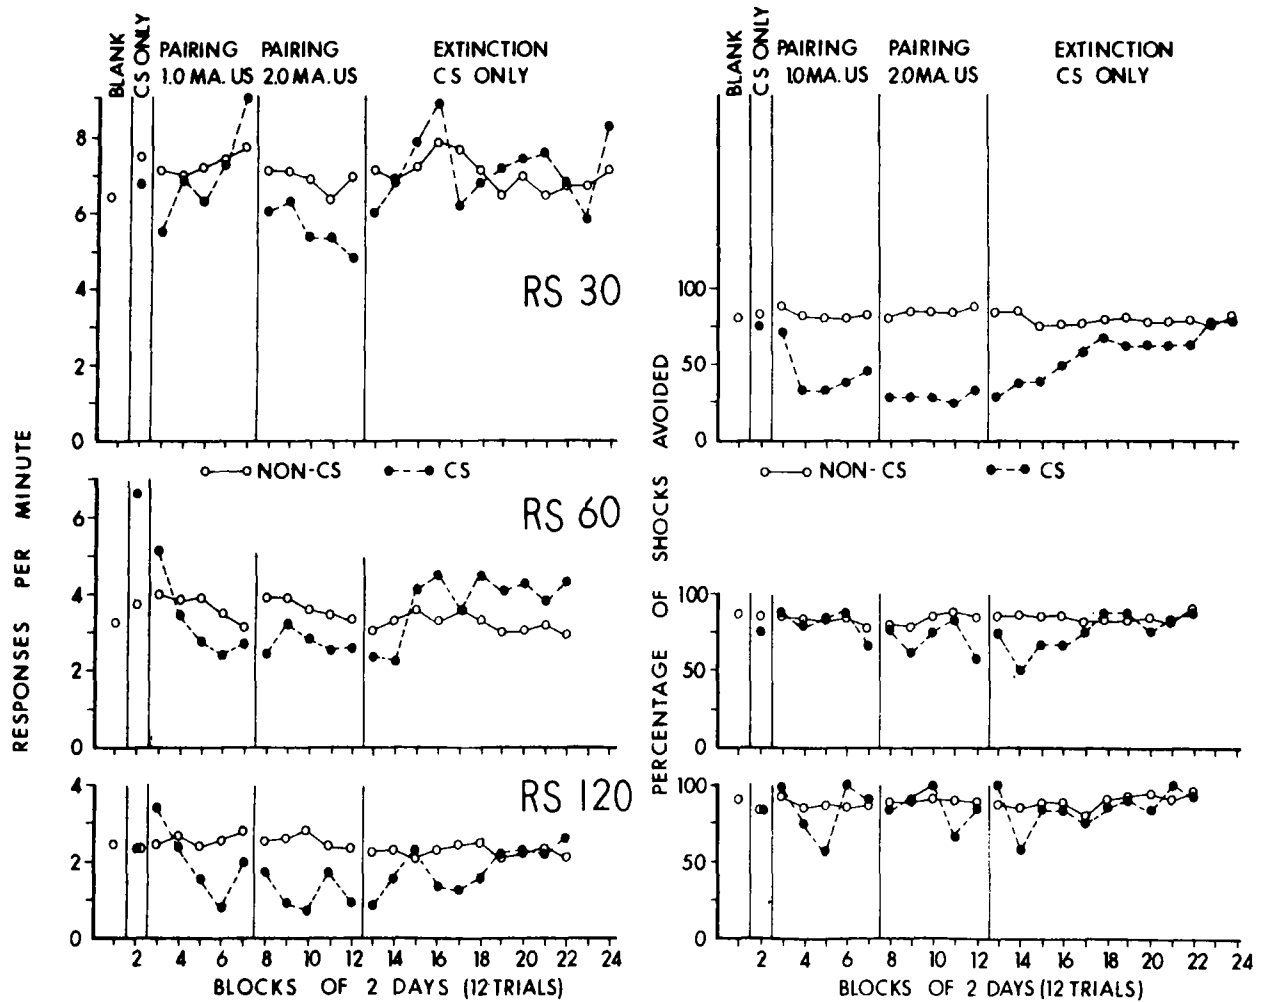 BLANK
CS ONLY
PAIRING
1.0 MA. US
PAIRING
2.0 MA. US
EXTINCTION
CS ONLY
8
6
4
2
0
RS 30
NON-CS
CS
6
4
2
0
RS 60
4
2
0
RS 120
2 4 6 8 10 12 14 16 18 20 22 24
BLOCKS OF 2 DAYS (12 TRIALS)
RESPONSES PER MINUTE
BLANK
CS ONLY
PAIRING
1.0 MA. US
PAIRING
2.0 MA. US
EXTINCTION
CS ONLY
100
50
0
NON-CS
CS
100
50
0
100
50
0
2 4 6 8 10 12 14 16 18 20 22 24
BLOCKS OF 2 DAYS (12 TRIALS)
PERCENTAGE OF SHOCKS AVOIDED